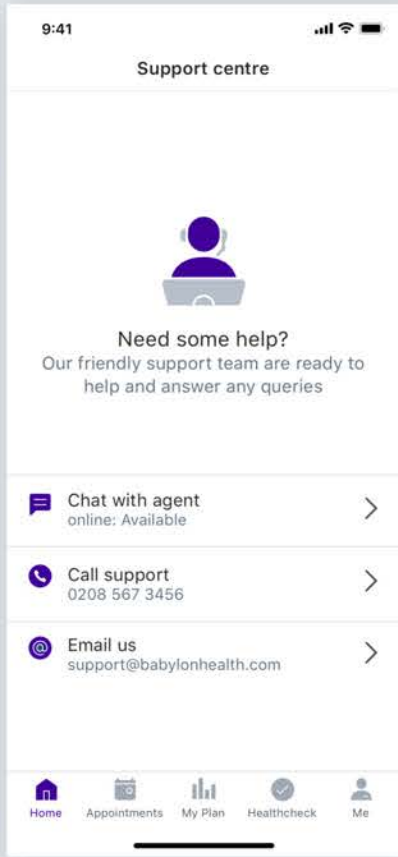 9:41
Support centre
Need some help?
Our friendly support team are ready to
help and answer any queries
Chat with agent
online: Available
Call support
0208 567 3456
Email us
support@babylonhealth.com
Home Appointments My Plan Healthcheck Me